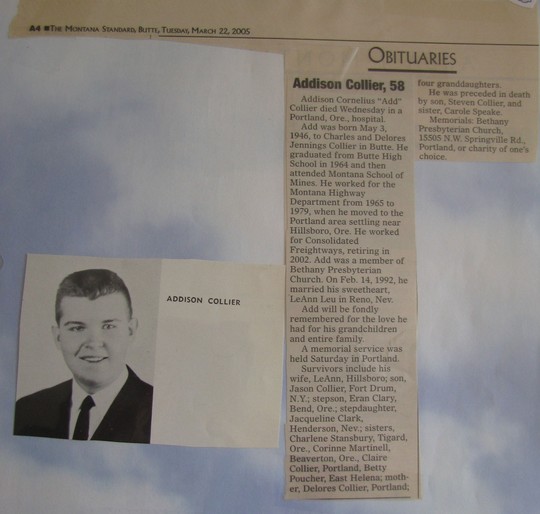 A4 ■ THE MONTANA STANDARD, BUTTE, TUESDAY, MARCH 22, 2005
OBITUARIES
Addison Collier, 58
Addison Cornelius "Add"
Collier died Wednesday in a
Portland, Ore., hospital.
Add was born May 3,
1946, to Charles and Delores
Jennings Collier in Butte. He
graduated from Butte High
School in 1964 and then
attended Montana School of
Mines. He worked for the
Montana Highway
Department from 1965 to
1979, when he moved to the
Portland area settling near
Hillsboro, Ore. He worked
for Consolidated
Freightways, retiring in
2002. Add was a member of
Bethany Presbyterian
Church. On Feb. 14, 1992, he
married his sweetheart,
LeAnn Leu in Reno, Nev.
Add will be fondly
remembered for the love he
had for his grandchildren
and entire family.
A memorial service was
held Saturday in Portland.
Survivors include his
wife, LeAnn, Hillsboro; son,
Jason Collier, Fort Drum,
N.Y.; stepson, Eran Clary,
Bend, Ore.; stepdaughter,
Jacqueline Clark,
Henderson, Nev.; sisters,
Charlene Stansbury, Tigard,
Ore., Corinne Martinell,
Beaverton, Ore., Claire
Collier, Portland, Betty
Poucher, East Helena; moth-
er, Delores Collier, Portland;
four granddaughters.
He was preceded in death
by son, Steven Collier, and
sister, Carole Speake.
Memorials: Bethany
Presbyterian Church,
15505 N.W. Springville Rd.,
Portland, or charity of one's
choice.
ADDISON COLLIER